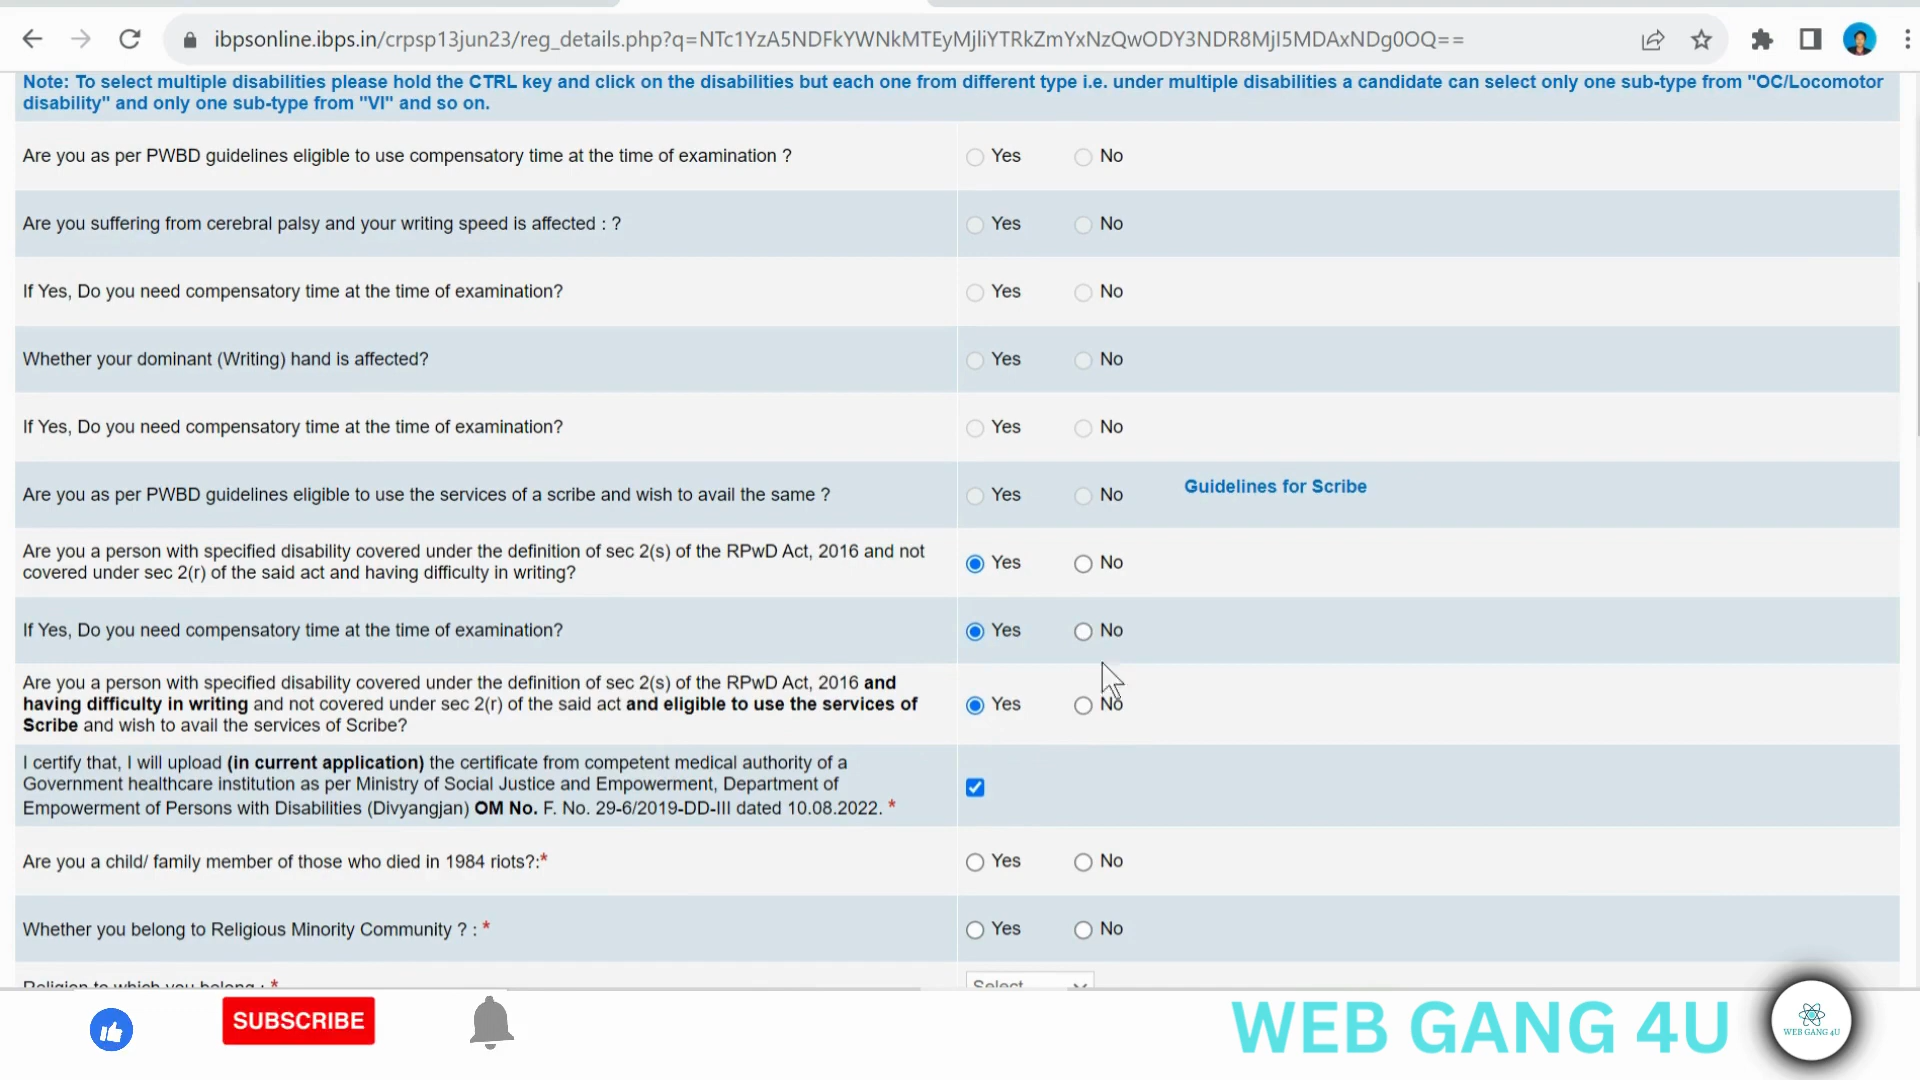 ibpsonline.ibps.in/crpsp13jun23/reg_details.php?q=NTc1YzA5NDFkYWNkMTEyMjliYTRkZmYxNzQwODY3NDR8MjI5MDAxNDg0OQ==
Note: To select multiple disabilities please hold the CTRL key and click on the disabilities but each one from different type i.e. under multiple disabilities a candidate can select only one sub-type from "OC/Locomotor
disability" and only one sub-type from "VI" and so on.
Are you as per PWBD guidelines eligible to use compensatory time at the time of examination ? Yes No
Are you suffering from cerebral palsy and your writing speed is affected : ? Yes No
If Yes, Do you need compensatory time at the time of examination? Yes No
Whether your dominant (Writing) hand is affected? Yes No
If Yes, Do you need compensatory time at the time of examination? Yes No
Are you as per PWBD guidelines eligible to use the services of a scribe and wish to avail the same ? Yes No Guidelines for Scribe
Are you a person with specified disability covered under the definition of sec 2(s) of the RPwD Act, 2016 and not
covered under sec 2(r) of the said act and having difficulty in writing? Yes No
If Yes, Do you need compensatory time at the time of examination? Yes No
Are you a person with specified disability covered under the definition of sec 2(s) of the RPwD Act, 2016 and
having difficulty in writing and not covered under sec 2(r) of the said act and eligible to use the services of Yes No
Scribe and wish to avail the services of Scribe?
I certify that, I will upload (in current application) the certificate from competent medical authority of a
Government healthcare institution as per Ministry of Social Justice and Empowerment, Department of
Empowerment of Persons with Disabilities (Divyangjan) OM No. F. No. 29-6/2019-DD-III dated 10.08.2022. *
Are you a child/ family member of those who died in 1984 riots?:* Yes No
Whether you belong to Religious Minority Community ? : * Yes No
Religion to which you belong : * Select
SUBSCRIBE
WEB GANG 4U
WEB GANG 4U